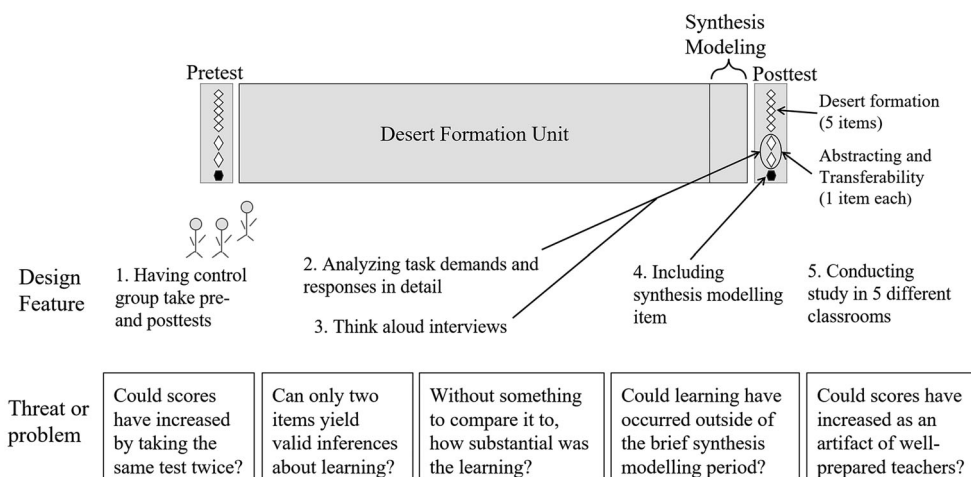 Synthesis
Modeling
Pretest
Posttest
Desert Formation Unit
Desert formation
(5 items)
Abstracting and
Transferability
(1 item each)
Design
Feature
1. Having control
group take pre-
and posttests
2. Analyzing task demands and
responses in detail
3. Think aloud interviews
4. Including
synthesis modelling
item
5. Conducting
study in 5 different
classrooms
Threat or
problem
Could scores
have increased
by taking the
same test twice?
Can only two
items yield
valid inferences
about learning?
Without something
to compare it to,
how substantial was
the learning?
Could learning have
occurred outside of
the brief synthesis
modelling period?
Could scores have
increased as an
artifact of well-
prepared teachers?